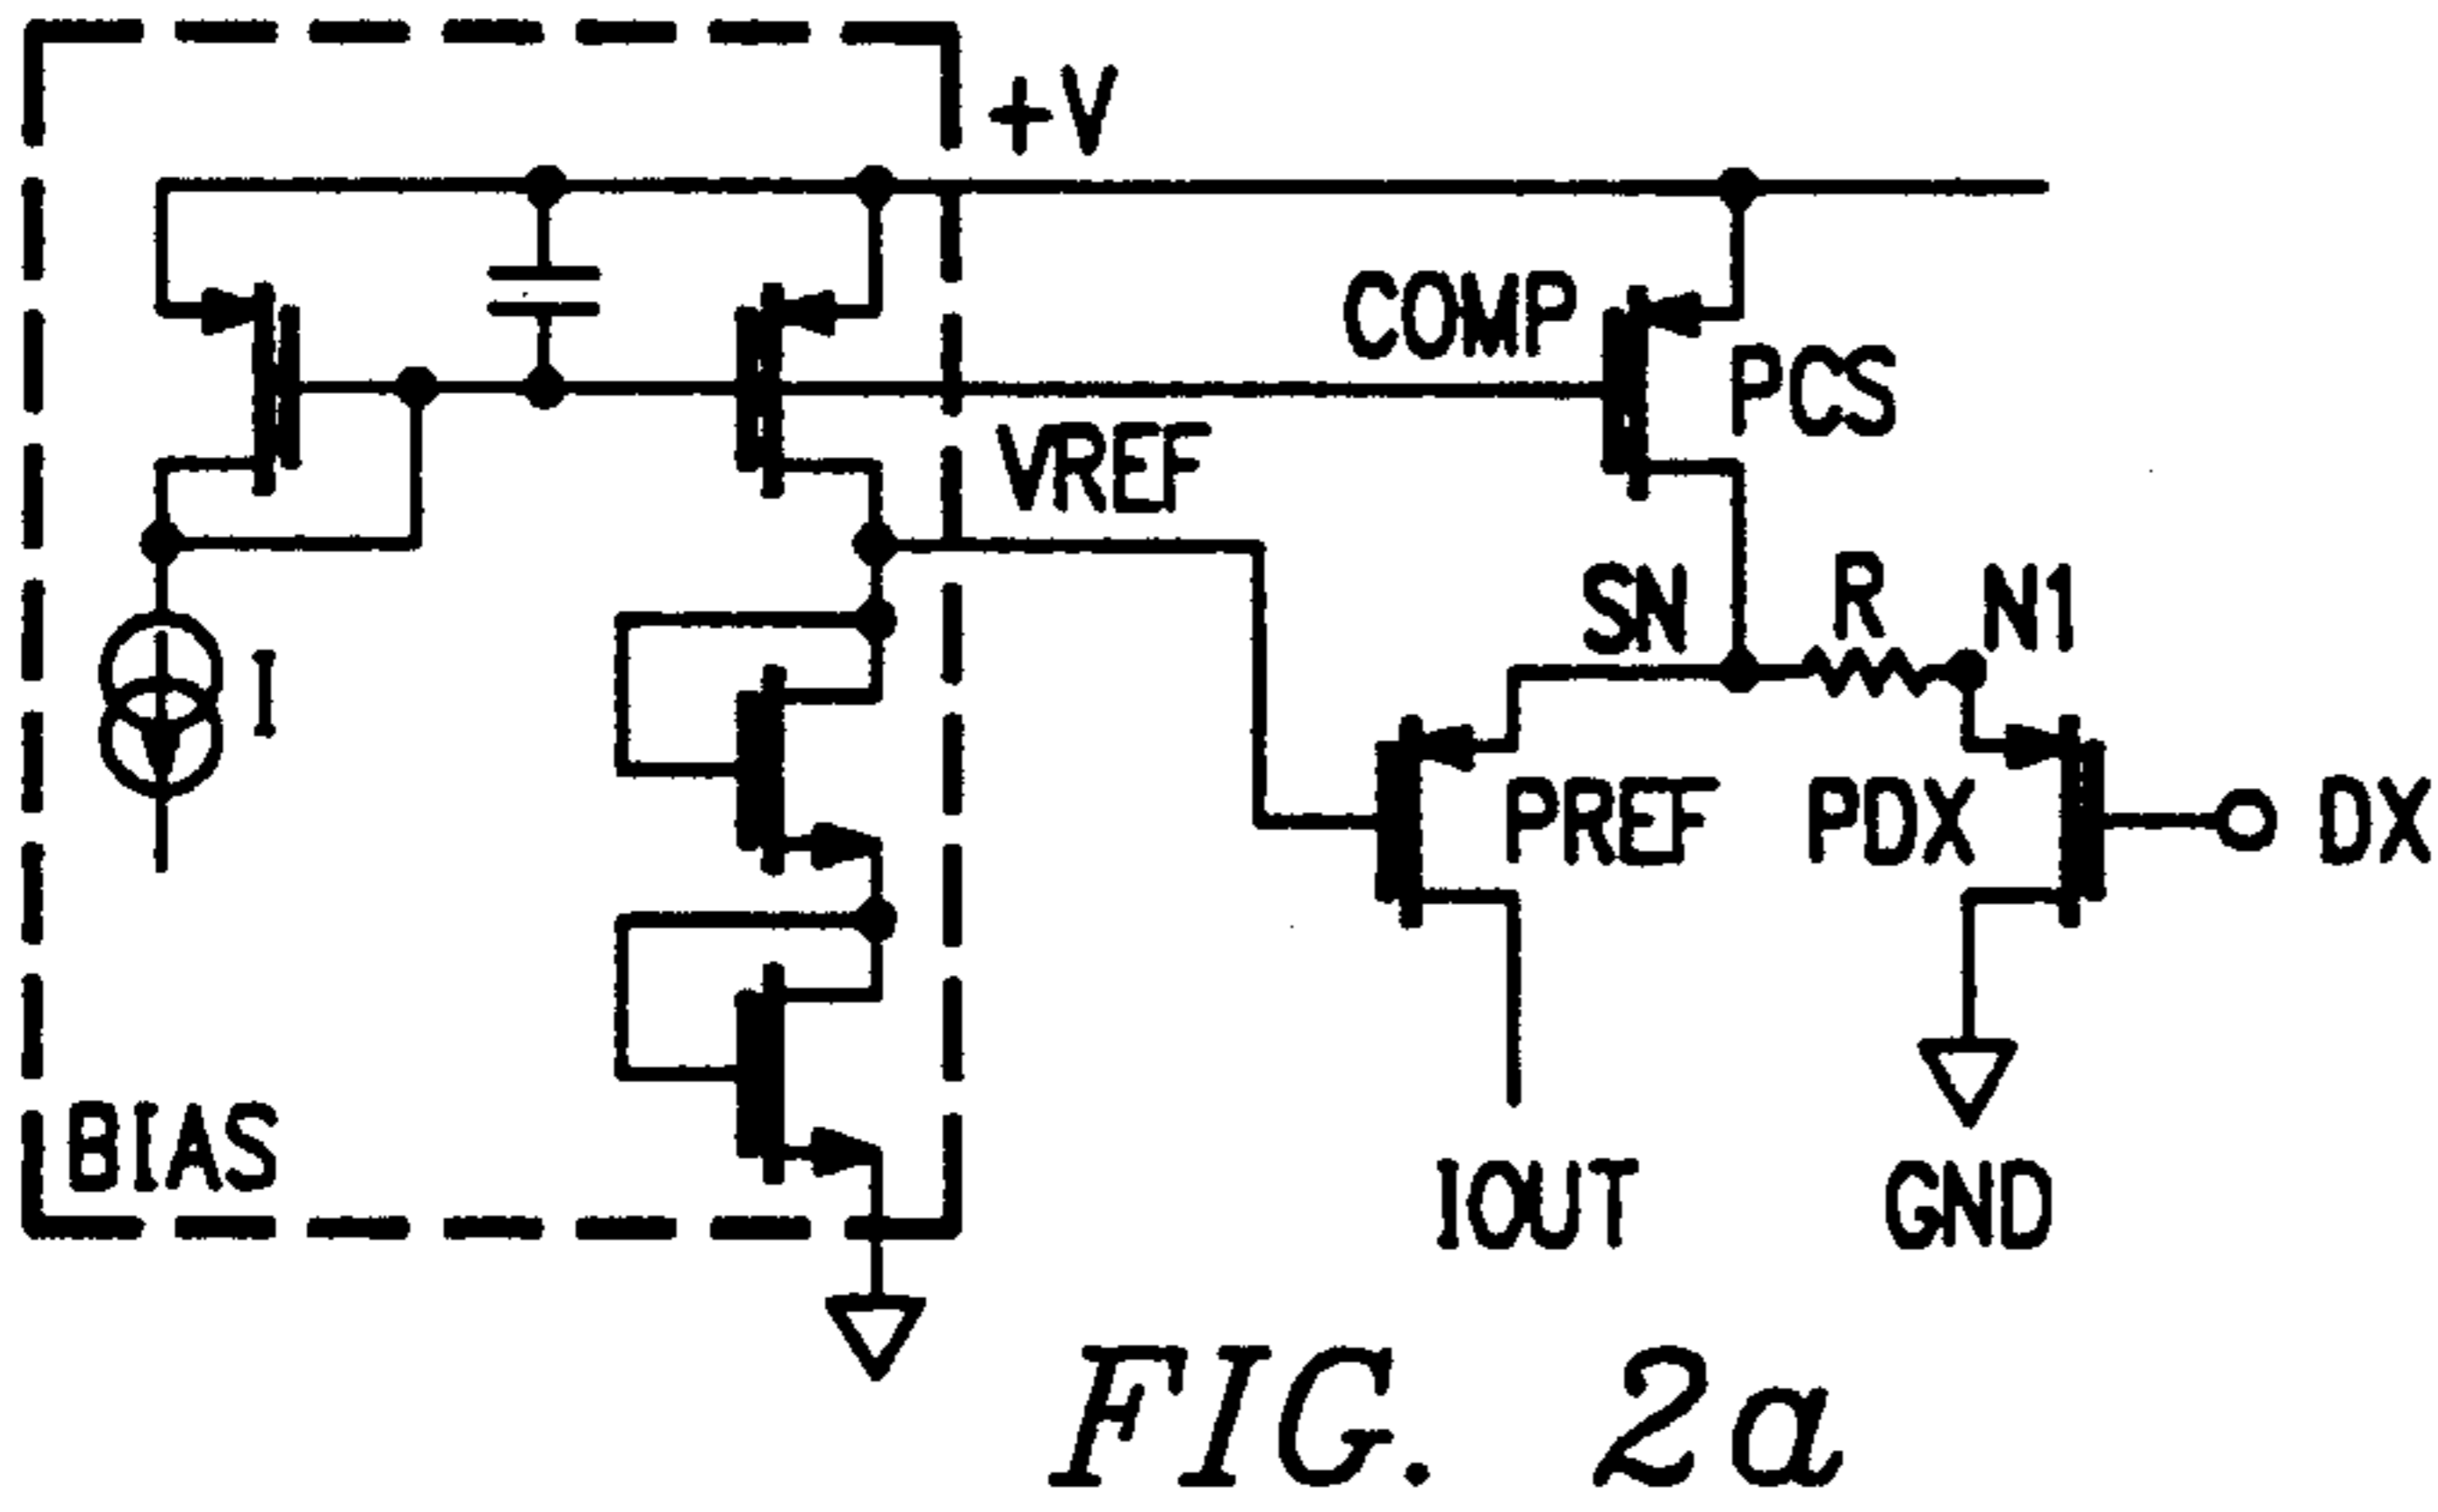 +V
COMP
PCS
VREF
SN
R
N1
I
PREF
PDX
DX
BIAS
IOUT
GND
FIG. 2a